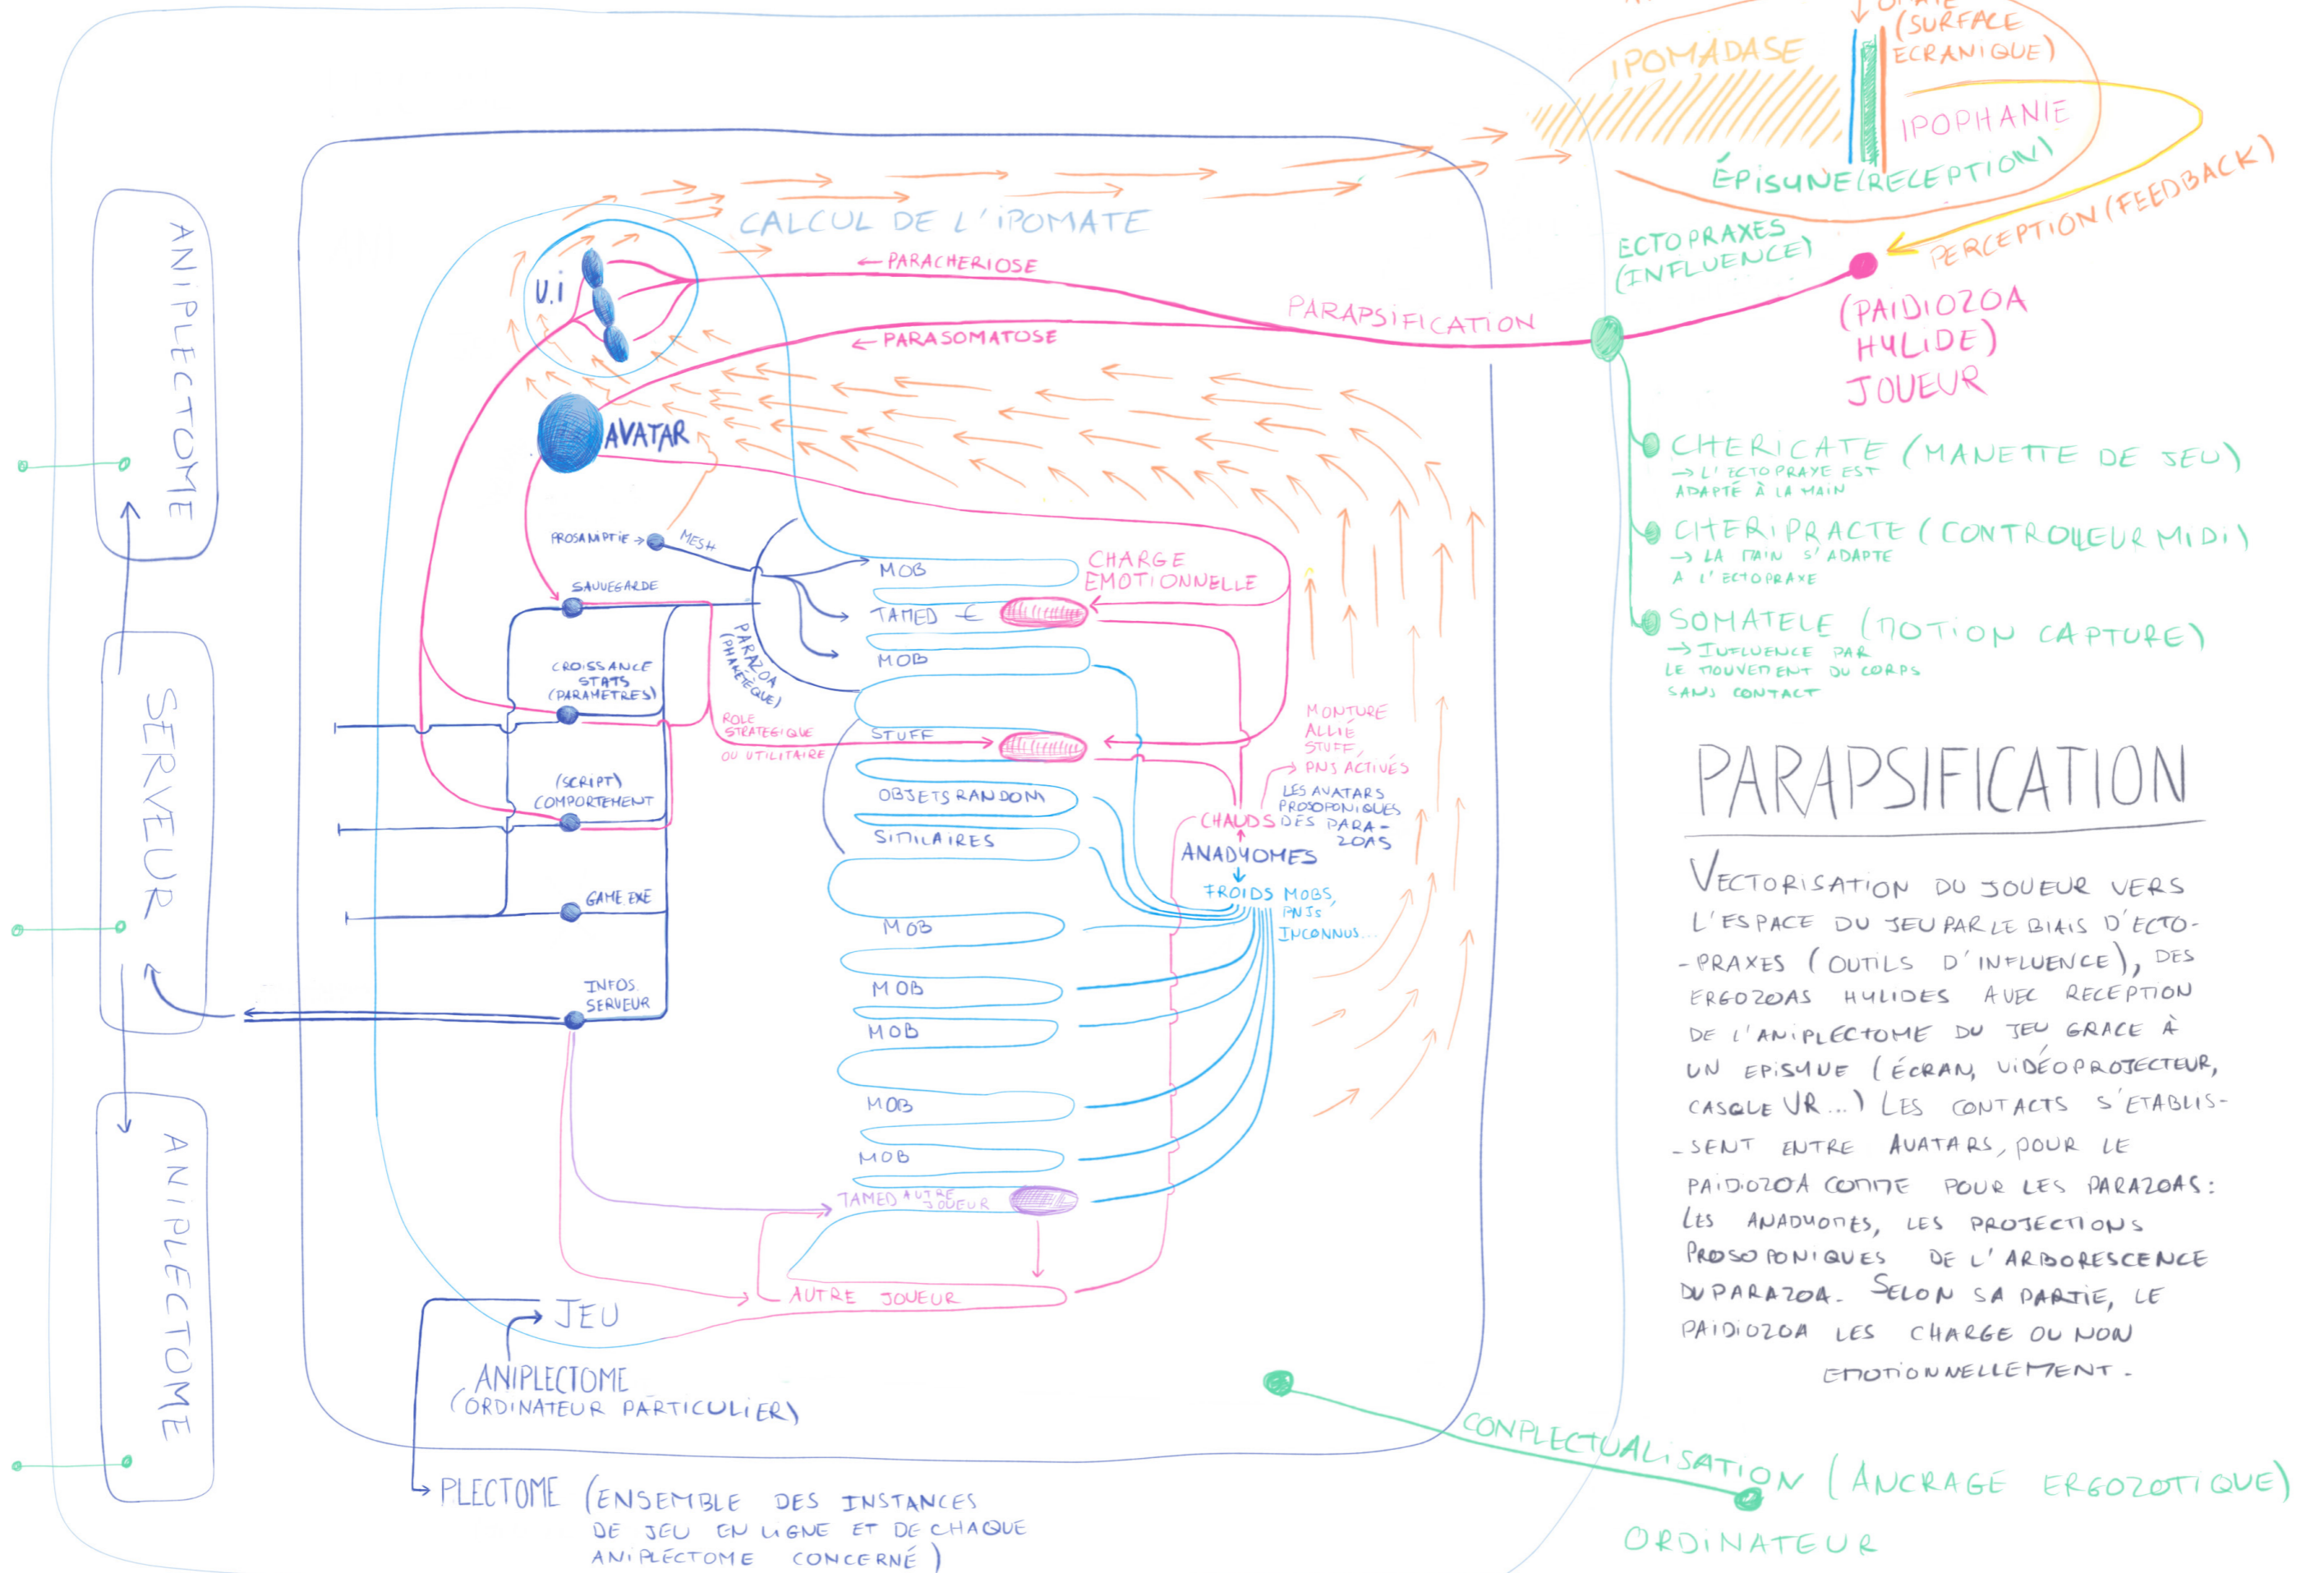 (SURFACE
ECRANIQUE)
IPOMADASE
IPOPHANIE
ÉPISYNE (RECEPTION)
PERCEPTION (FEEDBACK)
ECTOPRAXES
(INFLUENCE)
(PAIDIOZOA
HYLIDE)
JOUEUR
CALCUL DE L'IPOMATE
← PARACHERIOSE
PARAPSIFICATION
← PARASOMATOSE
U.i
AVATAR
ANIPLECTOME
SERVEUR
ANIPLECTOME
CHERICATE (MANETTE DE JEU)
→ L'ECTOPRAXE EST
ADAPTÉ À LA MAIN
CHERIPRACTE (CONTROLLEUR MIDI)
→ LA MAIN S'ADAPTE
A L'ECTOPRAXE
SOMATELE (MOTION CAPTURE)
→ INFLUENCE PAR
LE MOUVEMENT DU CORPS
SANS CONTACT
PROSANIPTIE →
MESH
SAUVEGARDE
CROISSANCE
STATS
(PARAMETRES)
(SCRIPT)
COMPORTEMENT
GAME EXE
INFOS
SERVEUR
PARAZOA
(PHANETÈQUE)
ROLE
STRATEGIQUE
OU UTILITAIRE
MOB
TAMED
MOB
STUFF
OBJETS RANDOM
SIMILAIRES
MOB
MOB
MOB
MOB
MOB
TAMED AUTRE
JOUEUR
AUTRE JOUEUR
CHARGE
EMOTIONNELLE
MONTURE
ALLIÉ
STUFF,
→ PNJ ACTIVÉS
LES AVATARS
PROSOPONIQUES
DES PARA-
ZOAS
CHAUDS
ANADYOMES
FROIDS MOBS,
PNJs
INCONNUS...
JEU
ANIPLECTOME
(ORDINATEUR PARTICULIER)
PLECTOME (ENSEMBLE DES INSTANCES
DE JEU EN LIGNE ET DE CHAQUE
ANIPLECTOME CONCERNÉ)
PARAPSIFICATION
VECTORISATION DU JOUEUR VERS
L'ESPACE DU JEU PAR LE BIAIS D'ECTO-
-PRAXES (OUTILS D'INFLUENCE), DES
ERGOZOAS HYLIDES AVEC RECEPTION
DE L'ANIPLECTOME DU JEU GRACE À
UN EPISYNE (ÉCRAN, VIDÉOPROJECTEUR,
CASQUE VR...) LES CONTACTS S'ETABLIS-
-SENT ENTRE AVATARS, POUR LE
PAIDIOZOA COMME POUR LES PARAZOAS:
LES ANADYOMES, LES PROJECTIONS
PROSOPONIQUES DE L'ARBORESCENCE
DU PARAZOA. SELON SA PARTIE, LE
PAIDIOZOA LES CHARGE OU NON
EMOTIONNELLEMENT.
CONPLECTUALISATION (ANCRAGE ERGOZOTIQUE)
ORDINATEUR